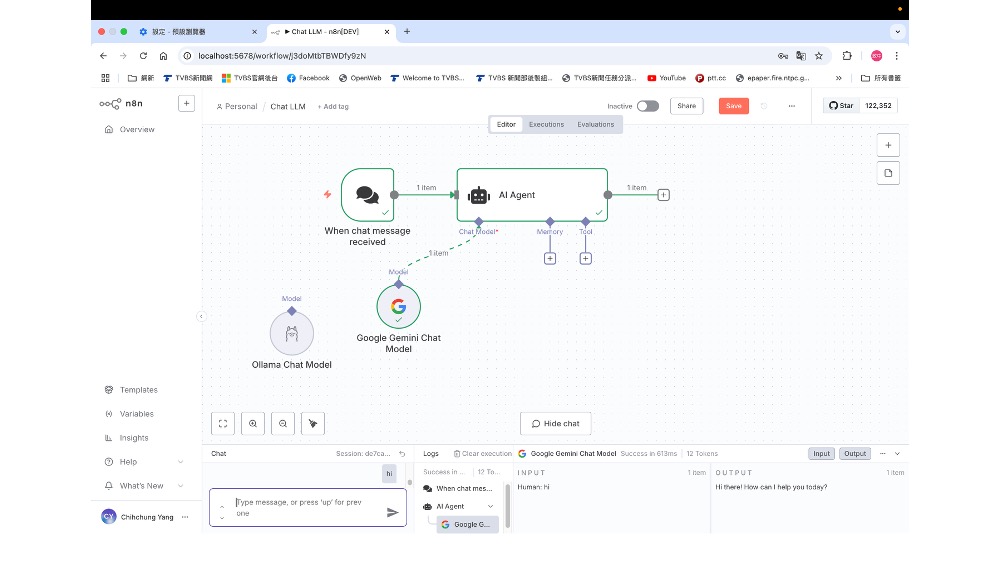 設定 - 預設瀏覽器
▶ Chat LLM - n8n[DEV]
localhost:5678/workflow/j3doMtbTBWDfy9zN
TVBS新聞網
TVBS官網後台
Facebook
OpenWeb
Welcome to TVBS...
TVBS 新聞部後製組...
TVBS新聞任務分派...
YouTube
ptt.cc
epaper.fire.ntpc.g...
»
所有書籤
n8n
Personal / Chat LLM + Add tag
Inactive
Share
Save
Star 122,352
Overview
Editor Executions Evaluations
1 item
AI Agent
1 item
When chat message
received
Chat Model*
Memory
Tool
1 item
Model
Google Gemini Chat
Model
Model
Ollama Chat Model
Templates
Variables
Insights
Help
What's New
CY Chihchung Yang
Hide chat
Chat
Session: de7ca...
hi
Type message, or press 'up' for prev
one
Logs
Clear execution
Google Gemini Chat Model Success in 613ms | 12 Tokens
Input Output
Success in ... | 12 To...
When chat mes...
AI Agent
Google G...
INPUT 1 item
Human: hi
OUTPUT 1 item
Hi there! How can I help you today?